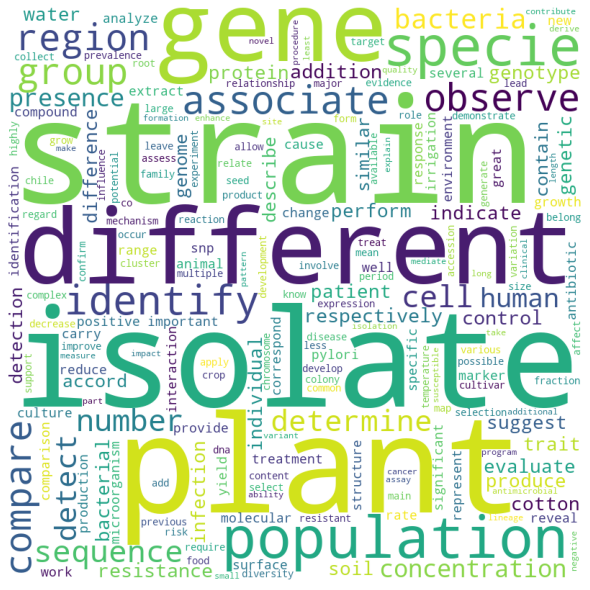 water
analyze
prevalence
region
collect
root
group
presence
compound
extract
gene
novel
procedure
least
target
quality
contribute
derive
bacteria
new
specie
protein
addition
relationship
major
evidence
several
lead
genotype
associate
observe
formation
enhance
site
form
role
demonstrate
large
highly
grow
make
leave
influence
assess
potential
family
experiment
allow
relate
seed
product
difference
genome
describe
cause
similar
available
explain
response
irrigation
generate
environment
great
contain
length
genetic
strain
chile
regard
confirm
co
mechanism
occur
reaction
treat
multiple
pattern
change
perform
indicate
growth
belong
identification
range
snp
cluster
animal
development
involve
mean
period
well
mediate
accession
long
variation
clinical
different
antibiotic
detection
complex
decrease
identify
patient
cell
human
size
know
expression
respectively
control
possible
take
affect
positive
important
carry
improve
measure
impact
support
reduce
accord
part
culture
interaction
apply
crop
common
isolation
disease
less
develop
colony
pylori
specific
temperature
susceptible
marker
cultivar
map
various
fraction
selection
additional
isolate
chromosome
correspond
individual
compare
comparison
number
provide
variant
determine
suggest
trait
detect
production
add
bacterial
microorganism
previous
risk
require
treatment
dna
content
select
ability
infection
yield
molecular
resistant
structure
cancer
assay
main
significant
represent
rate
program
evaluate
produce
antimicrobial
cotton
reveal
lineage
negative
plant
sequence
work
resistance
food
small
diversity
surface
population
soil
concentration